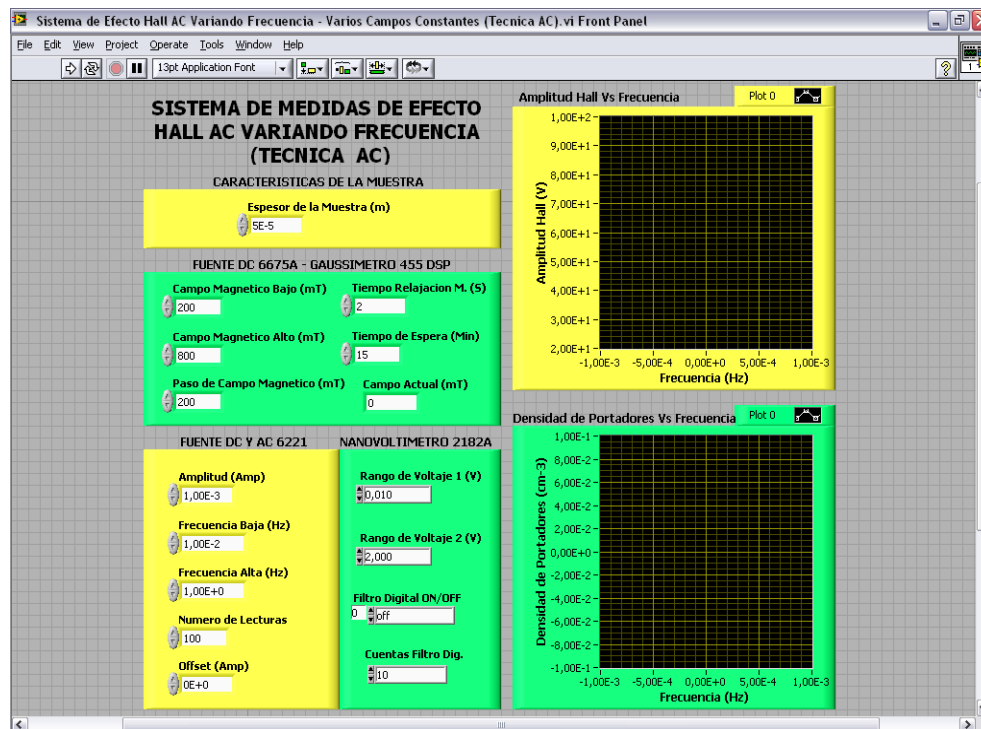 Sistema de Efecto Hall AC Variando Frecuencia - Varios Campos Constantes (Tecnica AC).vi Front Panel
File Edit View Project Operate Tools Window Help
13pt Application Font
?
1
SISTEMA DE MEDIDAS DE EFECTO
HALL AC VARIANDO FRECUENCIA
(TECNICA AC)
CARACTERISTICAS DE LA MUESTRA
Espesor de la Muestra (m)
5E-5
FUENTE DC 6675A - GAUSSIMETRO 455 DSP
Campo Magnetico Bajo (mT)
200
Tiempo Relajacion M. (S)
2
Campo Magnetico Alto (mT)
800
Tiempo de Espera (Min)
15
Paso de Campo Magnetico (mT)
200
Campo Actual (mT)
0
FUENTE DC Y AC 6221
Amplitud (Amp)
1,00E-3
Frecuencia Baja (Hz)
1,00E-2
Frecuencia Alta (Hz)
1,00E+0
Numero de Lecturas
100
Offset (Amp)
0E+0
NANOVOLTIMETRO 2182A
Rango de Voltaje 1 (V)
0,010
Rango de Voltaje 2 (V)
2,000
Filtro Digital ON/OFF
0 off
Cuentas Filtro Dig.
10
Amplitud Hall Vs Frecuencia
Plot 0
Amplitud Hall (V)
1,00E+2
9,00E+1
8,00E+1
7,00E+1
6,00E+1
5,00E+1
4,00E+1
3,00E+1
2,00E+1
-1,00E-3 -5,00E-4 0,00E+0 5,00E-4 1,00E-3
Frecuencia (Hz)
Densidad de Portadores Vs Frecuencia
Plot 0
Densidad de Portadores (cm-3)
1,00E-1
8,00E-2
6,00E-2
4,00E-2
2,00E-2
0,00E+0
-2,00E-2
-4,00E-2
-6,00E-2
-8,00E-2
-1,00E-1
-1,00E-3 -5,00E-4 0,00E+0 5,00E-4 1,00E-3
Frecuencia (Hz)